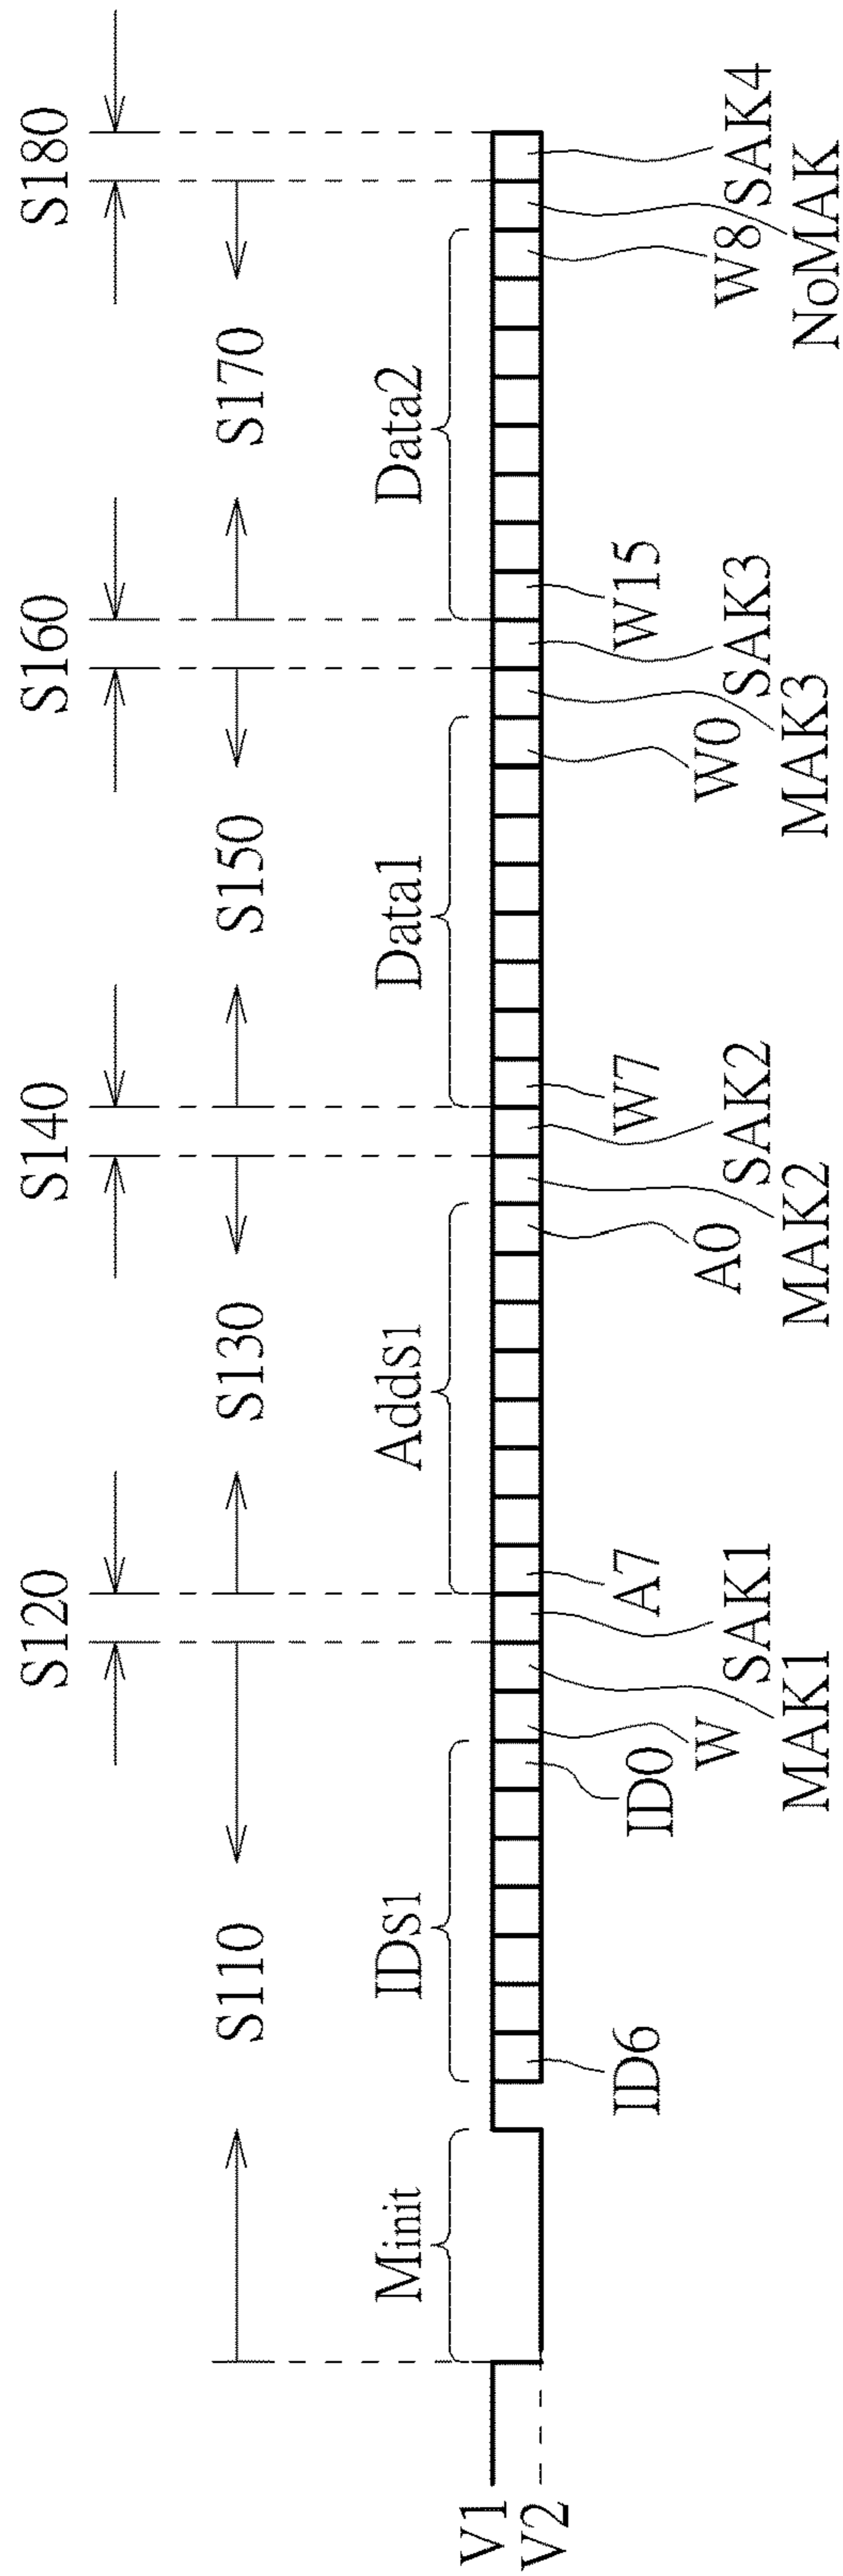 S120 S140 S160 S180
S110 S130 S150 S170
Minit IDs1 Adds1 Data1 Data2
V1
V2
ID6 ID0 A7 W7 W15
W SAK1 A0 SAK2 W0 SAK3 W8 SAK4
MAK1 MAK2 MAK3 NoMAK